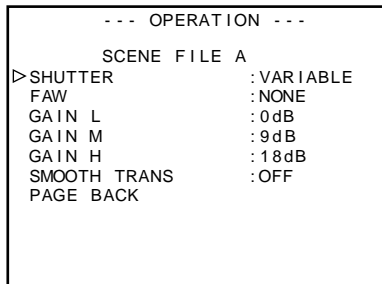 --- OPERATION ---
SCENE FILE A
▷SHUTTER :VARIABLE
FAW :NONE
GAIN L :0dB
GAIN M :9dB
GAIN H :18dB
SMOOTH TRANS :OFF
PAGE BACK